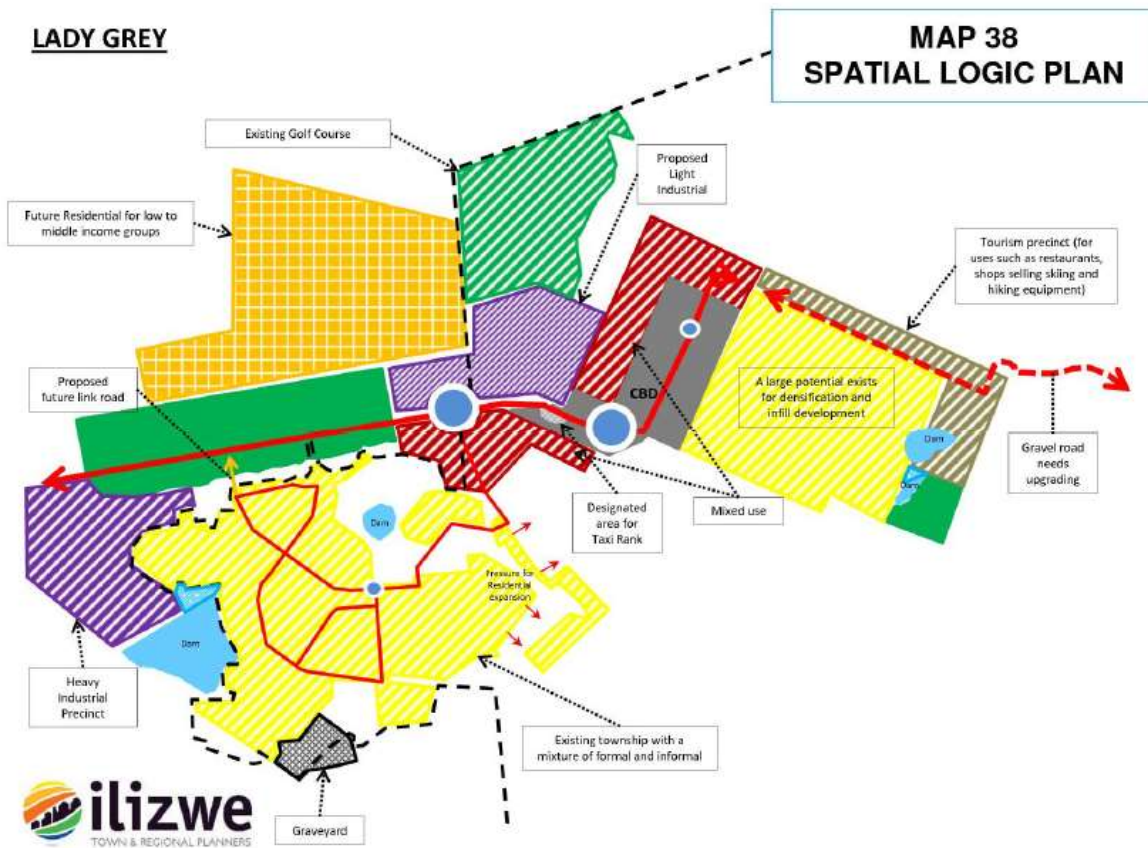 LADY GREY
MAP 38
SPATIAL LOGIC PLAN
Existing Golf Course
Proposed
Light
Industrial
Future Residential for low to
middle income groups
Tourism precinct (for
uses such as restaurants,
shops selling skiing and
hiking equipment)
Proposed
future link road
CBD
A large potential exists
for densification and
infill development
Dam
Dam
Gravel road
needs
upgrading
Designated
area for
Taxi Rank
Mixed use
Dam
Pressure for
Residential
expansion
Dam
Heavy
Industrial
Precinct
Existing township with a
mixture of formal and informal
Graveyard
ilizwe
TOWN & REGIONAL PLANNERS